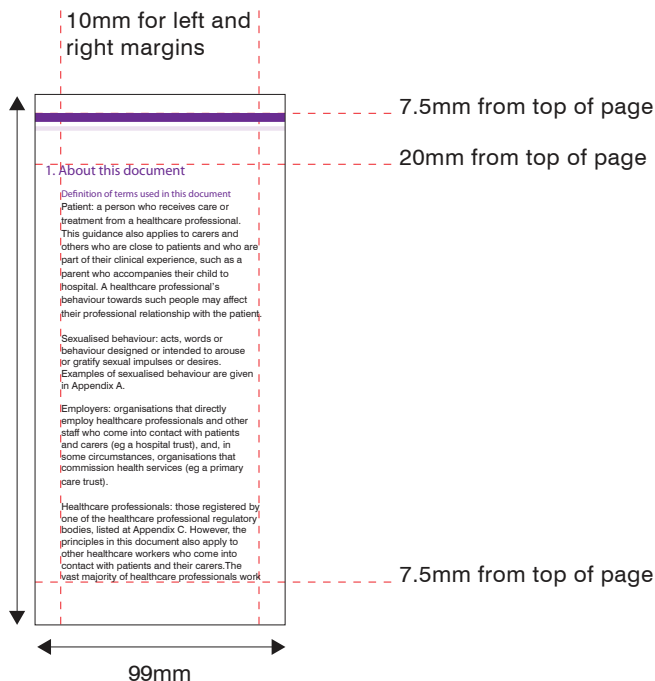 10mm for left and
right margins
7.5mm from top of page
20mm from top of page
1. About this document
Definition of terms used in this document
Patient: a person who receives care or
treatment from a healthcare professional.
This guidance also applies to carers and
others who are close to patients and who are
part of their clinical experience, such as a
parent who accompanies their child to
hospital. A healthcare professional's
behaviour towards such people may affect
their professional relationship with the patient.
Sexualised behaviour: acts, words or
behaviour designed or intended to arouse
or gratify sexual impulses or desires.
Examples of sexualised behaviour are given
in Appendix A.
Employers: organisations that directly
employ healthcare professionals and other
staff who come into contact with patients
and carers (eg a hospital trust), and, in
some circumstances, organisations that
commission health services (eg a primary
care trust).
Healthcare professionals: those registered by
one of the healthcare professional regulatory
bodies, listed at Appendix C. However, the
principles in this document also apply to
other healthcare workers who come into
contact with patients and their carers.The
vast majority of healthcare professionals work
7.5mm from top of page
99mm